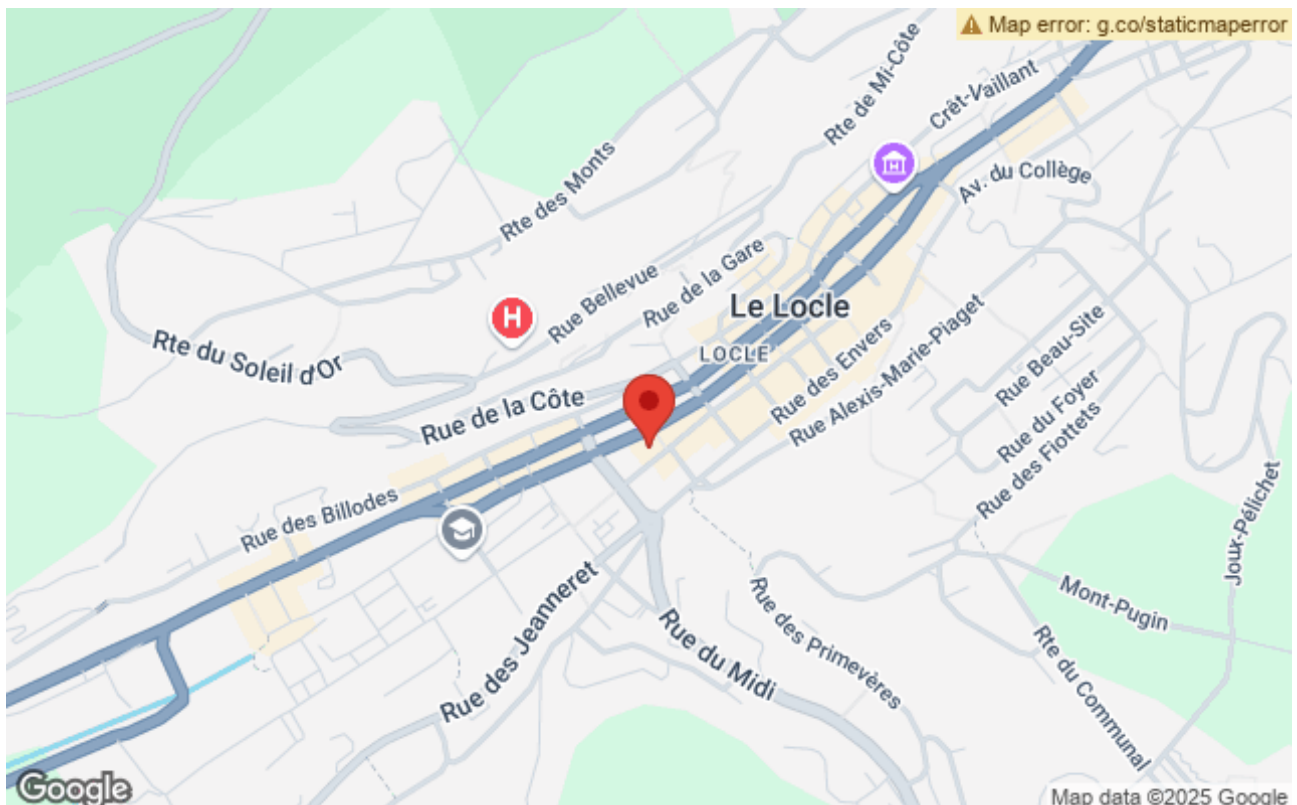 Map error: g.co/staticmaperror
Rte de Mi-Côte
Crêt-Vaillant
Rte des Monts
Av. du Collège
Rue Bellevue
Rue de la Gare
H
Le Locle
LOCLE
Rte du Soleil d'Or
Rue de la Côte
Rue des Envers
Rue Alexis-Marie-Piaget
Rue Beau-Site
Rue du Foyer
Rue des Fiottets
Rue des Billodes
Joux-Pélichet
Rue des Jeanneret
Rue du Midi
Rue des Primevères
Mont-Pugin
Rte du Communal
Google
Map data ©2025 Google